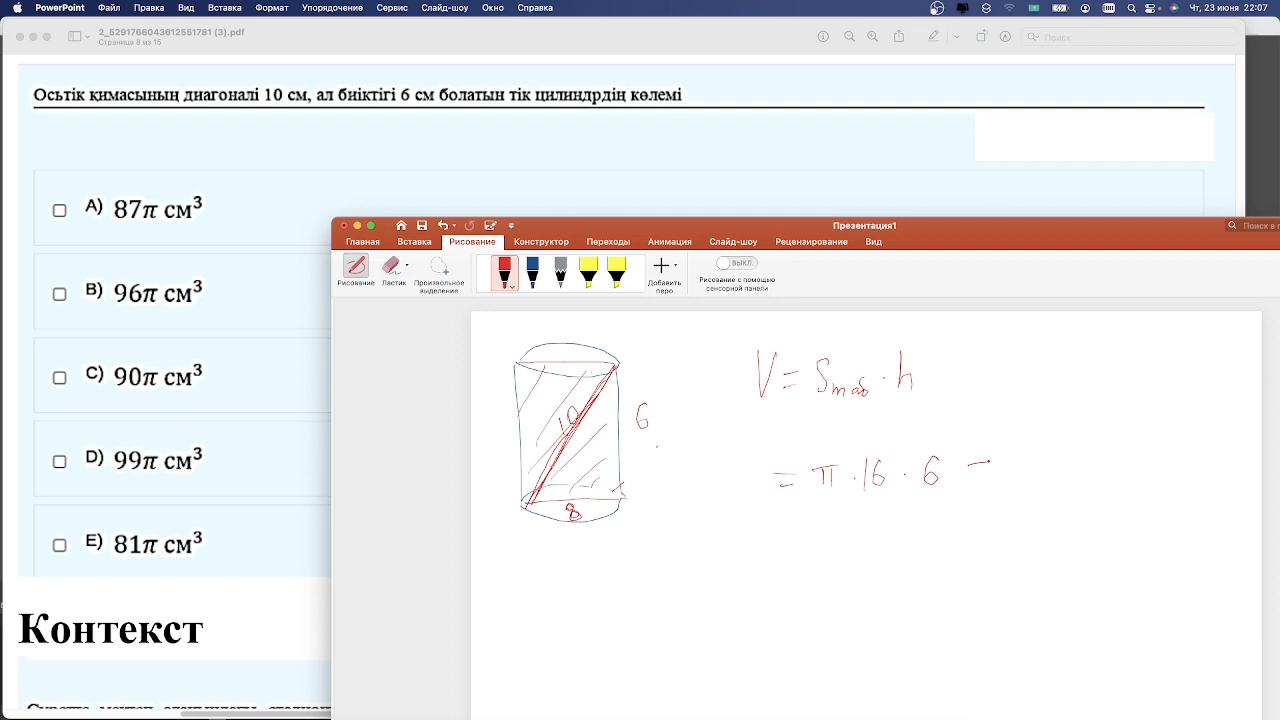 PowerPoint Файл Правка Вид Вставка Формат Упорядочение Сервис Слайд-шоу Окно Справка Чт, 23 июня 22:07
2_5291766043612551781 (3).pdf
Страница 8 из 15
Поиск
Осьтік қимасының диагоналі 10 см, ал биіктігі 6 см болатын тік цилиндрдің көлемі
A) 87π см³
B) 96π см³
C) 90π см³
D) 99π см³
E) 81π см³
Контекст
Презентация1
Поиск в п
Главная Вставка Рисование Конструктор Переходы Анимация Слайд-шоу Рецензирование Вид
ВЫКЛ.
Рисование Ластик Произвольное выделение Добавить перо Рисование с помощью сенсорной панели
10
6
8
V = Sтаб · h
= π · 16 · 6